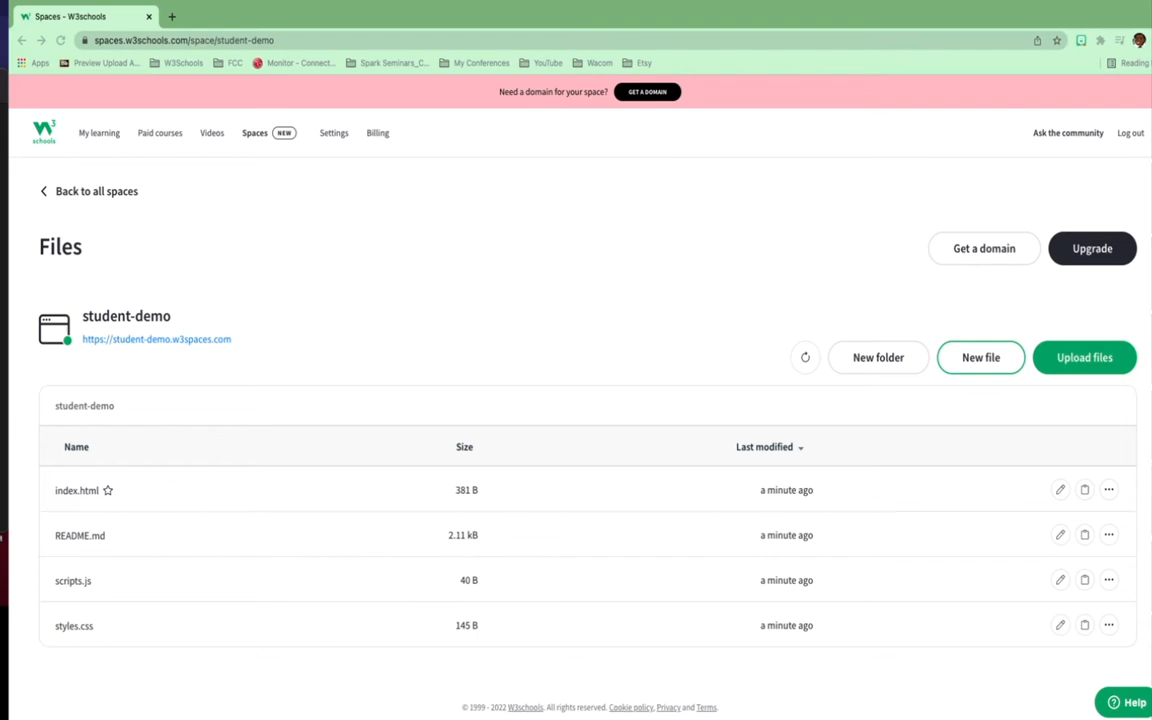 Spaces - W3schools
spaces.w3schools.com/space/student-demo
Apps Preview Upload A... W3Schools FCC Monitor - Connect... Spark Seminars_C... My Conferences YouTube Wacom Etsy Reading
Need a domain for your space? GET A DOMAIN
W3 schools My learning Paid courses Videos Spaces NEW Settings Billing Ask the community Log out
Back to all spaces
Files Get a domain Upgrade
student-demo
https://student-demo.w3spaces.com
New folder New file Upload files
student-demo
Name Size Last modified
index.html 381 B a minute ago
README.md 2.11 kB a minute ago
scripts.js 40 B a minute ago
styles.css 145 B a minute ago
© 1999 - 2022 W3schools. All rights reserved. Cookie policy, Privacy and Terms.
Help